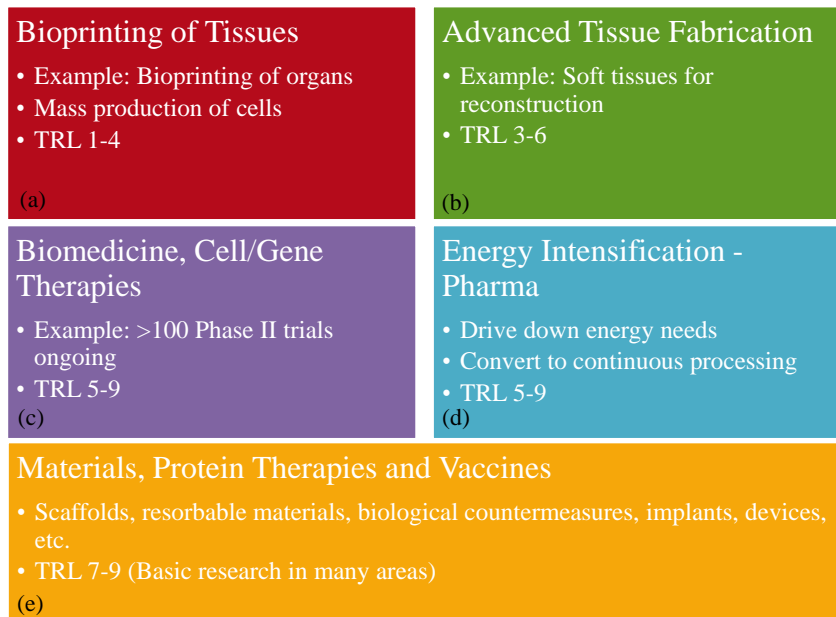 Bioprinting of Tissues
• Example: Bioprinting of organs
• Mass production of cells
• TRL 1-4
(a)
Advanced Tissue Fabrication
• Example: Soft tissues for
reconstruction
• TRL 3-6
(b)
Biomedicine, Cell/Gene
Therapies
• Example: >100 Phase II trials
ongoing
• TRL 5-9
(c)
Energy Intensification -
Pharma
• Drive down energy needs
• Convert to continuous processing
• TRL 5-9
(d)
Materials, Protein Therapies and Vaccines
• Scaffolds, resorbable materials, biological countermeasures, implants, devices,
etc.
• TRL 7-9 (Basic research in many areas)
(e)